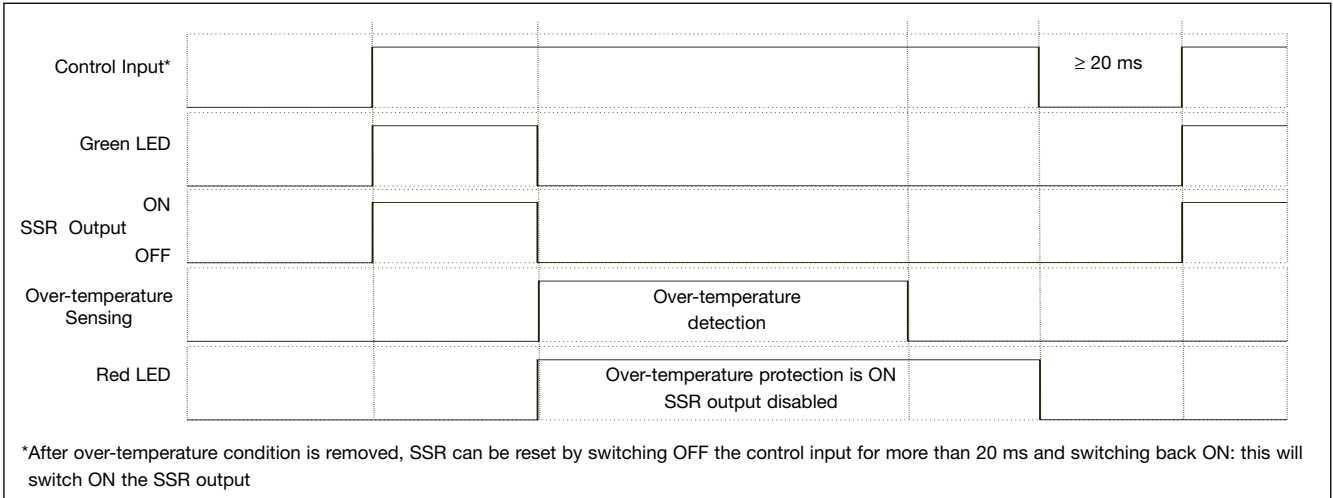 Control Input*
≥ 20 ms
Green LED
ON
SSR Output
OFF
Over-temperature
Sensing
Over-temperature
detection
Red LED
Over-temperature protection is ON
SSR output disabled
*After over-temperature condition is removed, SSR can be reset by switching OFF the control input for more than 20 ms and switching back ON: this will
switch ON the SSR output